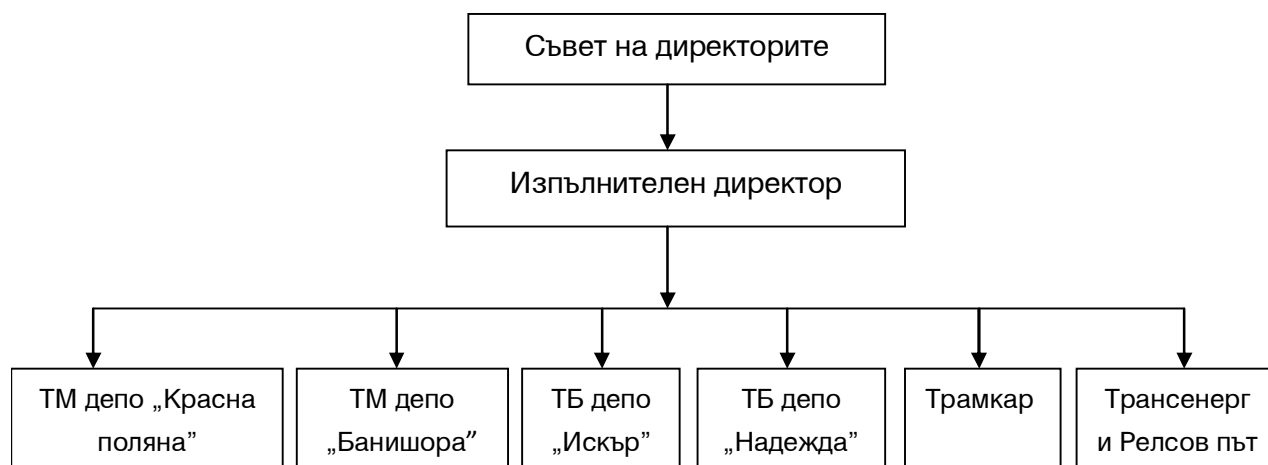 Съвет на директорите
Изпълнителен директор
ТМ депо „Красна
поляна”
ТМ депо
„Банишора”
ТБ депо
„Искър”
ТБ депо
„Надежда”
Трамкар
Трансенерг
и Релсов път